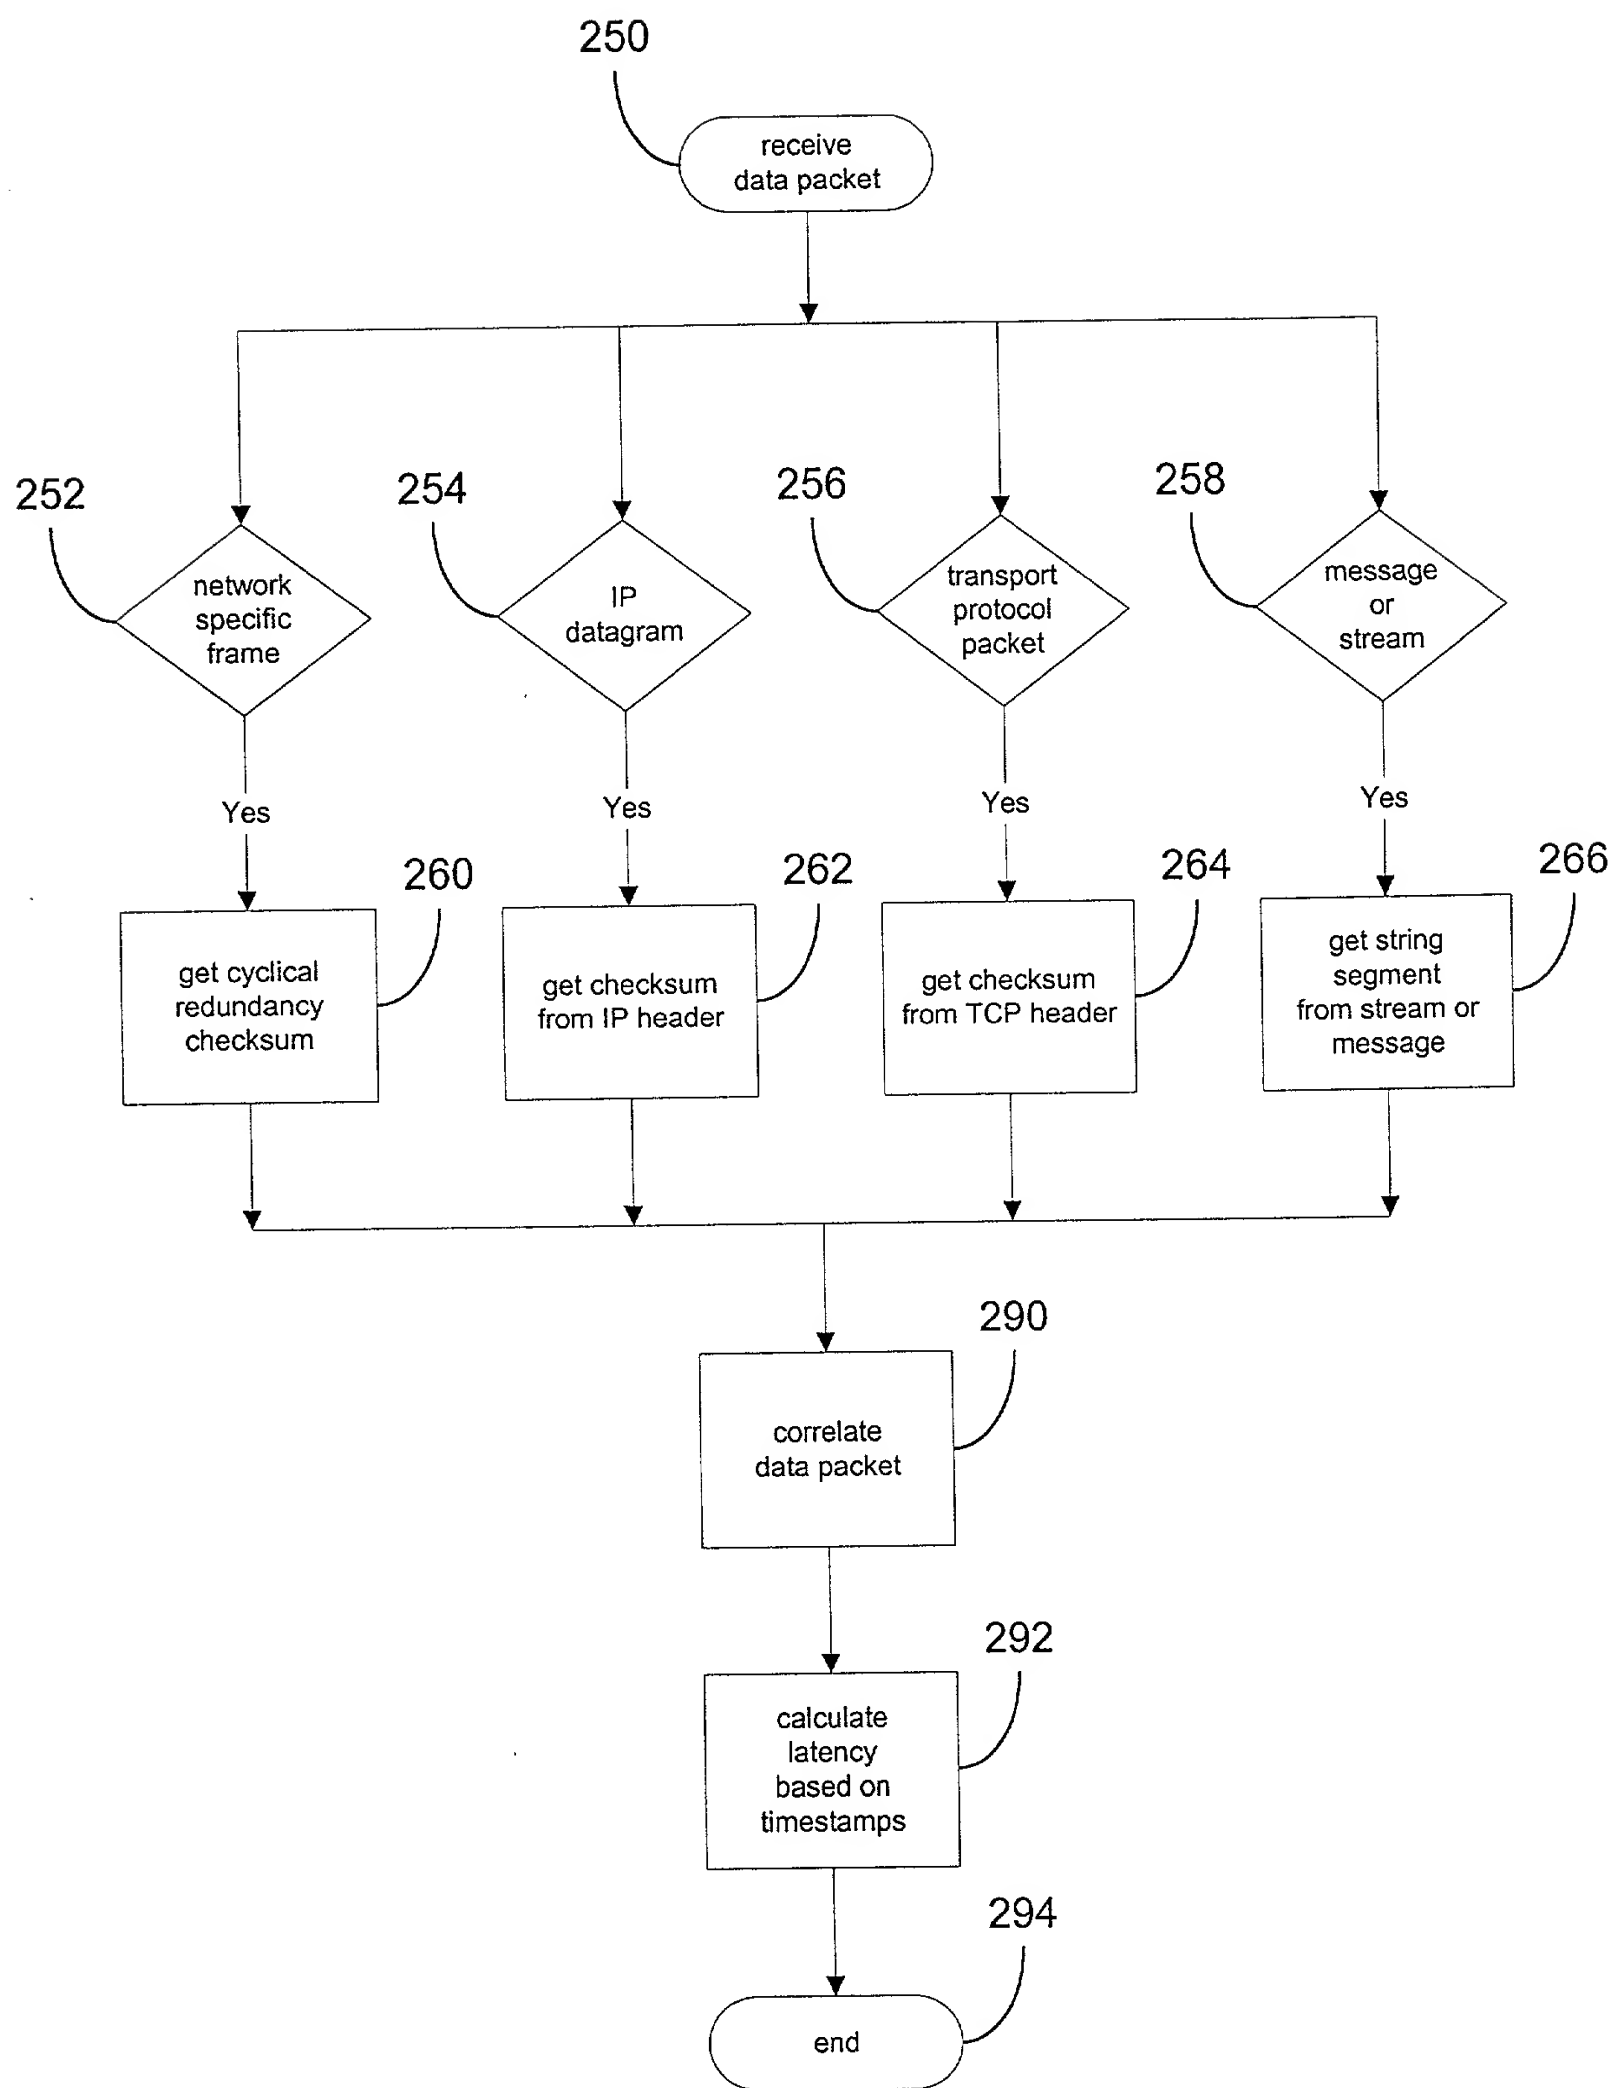 250
receive
data packet
252
254
256
258
network
specific
frame
IP
datagram
transport
protocol
packet
message
or
stream
Yes
Yes
Yes
Yes
260
262
264
266
get cyclical
redundancy
checksum
get checksum
from IP header
get checksum
from TCP header
get string
segment
from stream or
message
290
correlate
data packet
292
calculate
latency
based on
timestamps
294
end